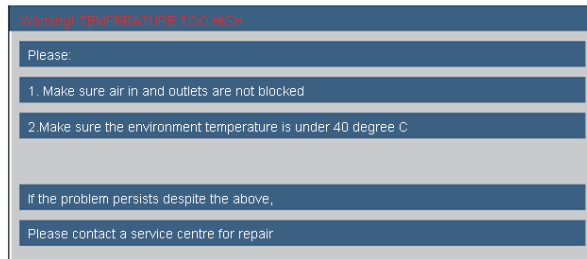 Warning! TEMPERATURE TOO HIGH
Please:
1. Make sure air in and outlets are not blocked
2.Make sure the environment temperature is under 40 degree C
If the problem persists despite the above,
Please contact a service centre for repair